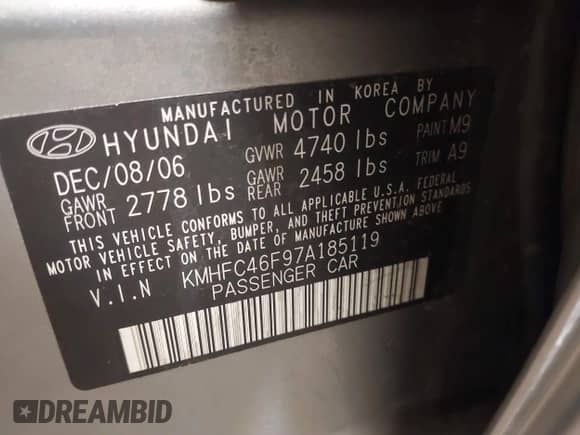 MANUFACTURED IN KOREA BY
HYUNDAI MOTOR COMPANY
DEC/08/06 GVWR 4740 lbs PAINT M9
GAWR FRONT 2778 lbs GAWR REAR 2458 lbs TRIM A9
THIS VEHICLE CONFORMS TO ALL APPLICABLE U.S.A. FEDERAL
MOTOR VEHICLE SAFETY, BUMPER, AND THEFT PREVENTION STANDARDS
IN EFFECT ON THE DATE OF MANUFACTURE SHOWN ABOVE
V.I.N KMHFC46F97A185119
PASSENGER CAR
DREAMBID